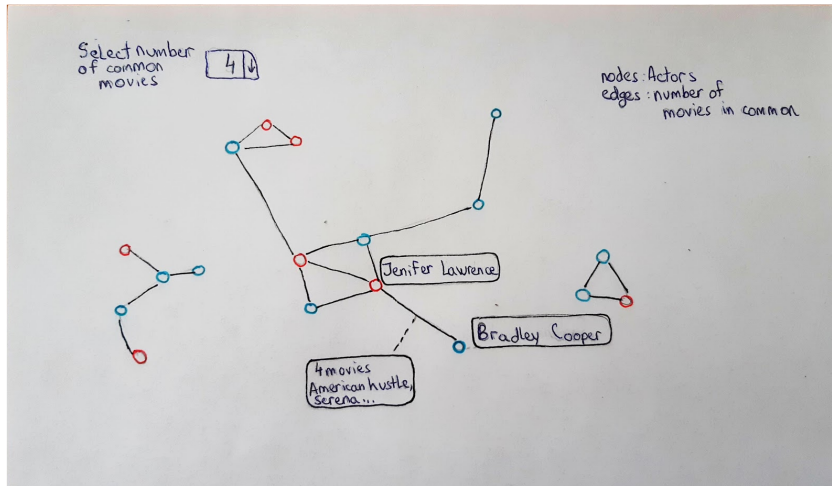 Select number
of common
movies
4
nodes: Actors
edges: number of
movies in common
Jenifer Lawrence
Bradley Cooper
4 movies
American hustle,
serena...